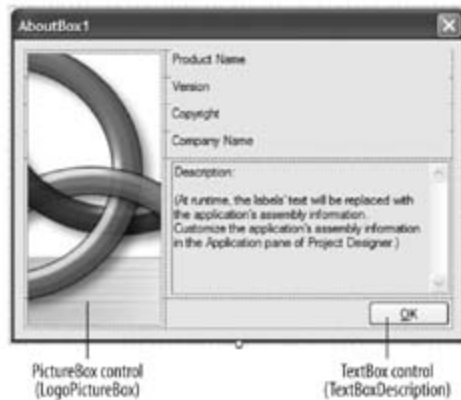 AboutBox1
Product Name
Version
Copyright
Company Name
Description:
(At runtime, the labels' text will be replaced with
the application's assembly information.
Customize the application's assembly information
in the Application pane of Project Designer.)
OK
PictureBox control
(LogoPictureBox)
TextBox control
(TextBoxDescription)